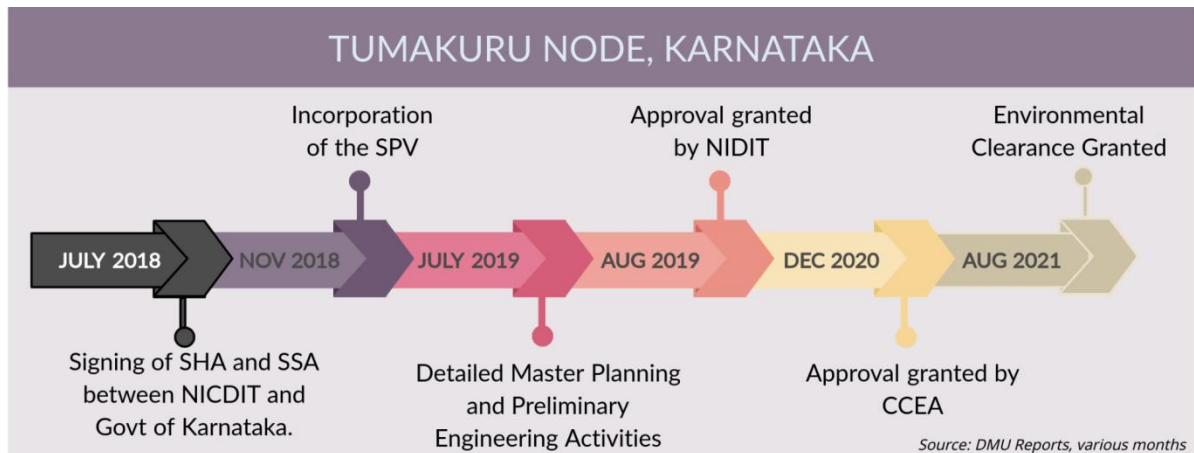 TUMAKURU NODE, KARNATAKA
Incorporation
of the SPV
Approval granted
by NIDIT
Environmental
Clearance Granted
JULY 2018
NOV 2018
JULY 2019
AUG 2019
DEC 2020
AUG 2021
Signing of SHA and SSA
between NICDIT and
Govt of Karnataka.
Detailed Master Planning
and Preliminary
Engineering Activities
Approval granted by
CCEA
Source: DMU Reports, various months